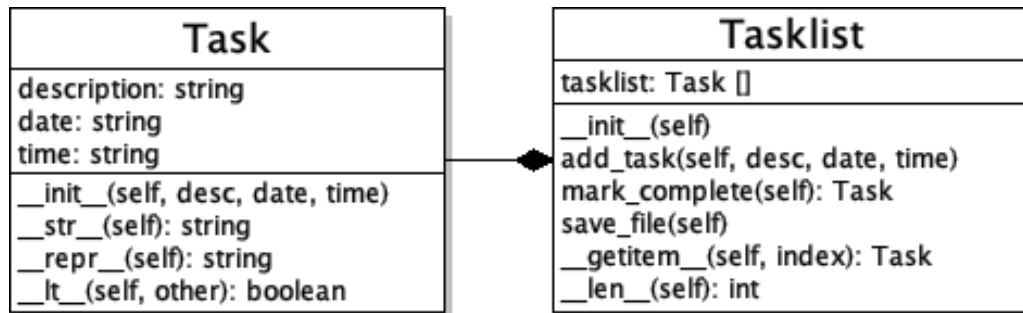 Task
description: string
date: string
time: string
__init__(self, desc, date, time)
__str__(self): string
__repr__(self): string
__lt__(self, other): boolean
Tasklist
tasklist: Task []
__init__(self)
add_task(self, desc, date, time)
mark_complete(self): Task
save_file(self)
__getitem__(self, index): Task
__len__(self): int